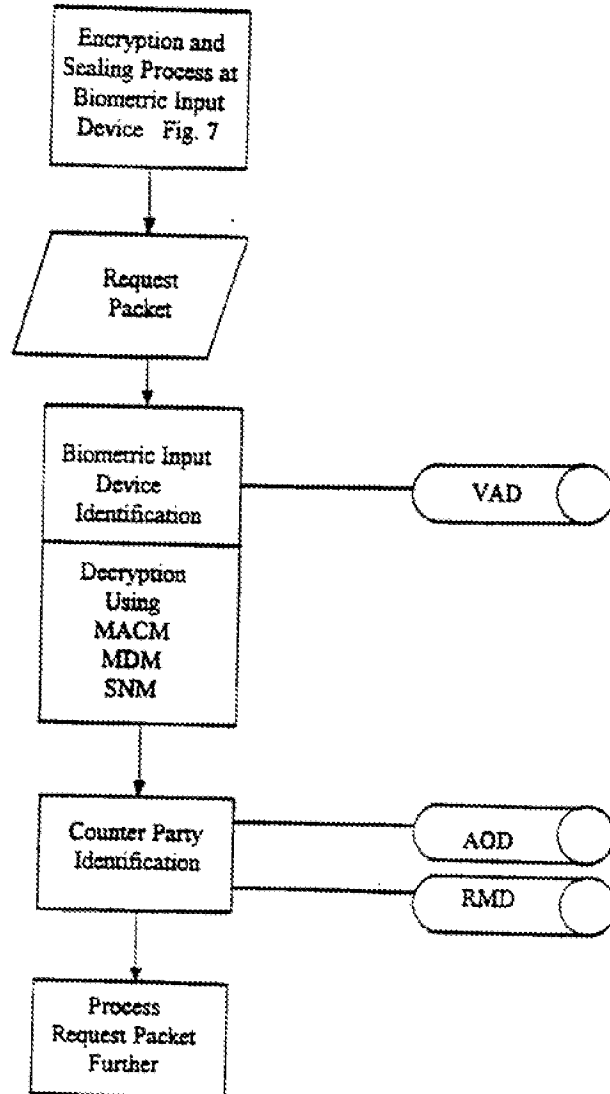 Encryption and
Sealing Process at
Biometric Input
Device Fig. 7
Request
Packet
Biometric Input
Device
Identification
VAD
Decryption
Using
MACM
MDM
SNM
Counter Party
Identification
AOD
RMD
Process
Request Packet
Further